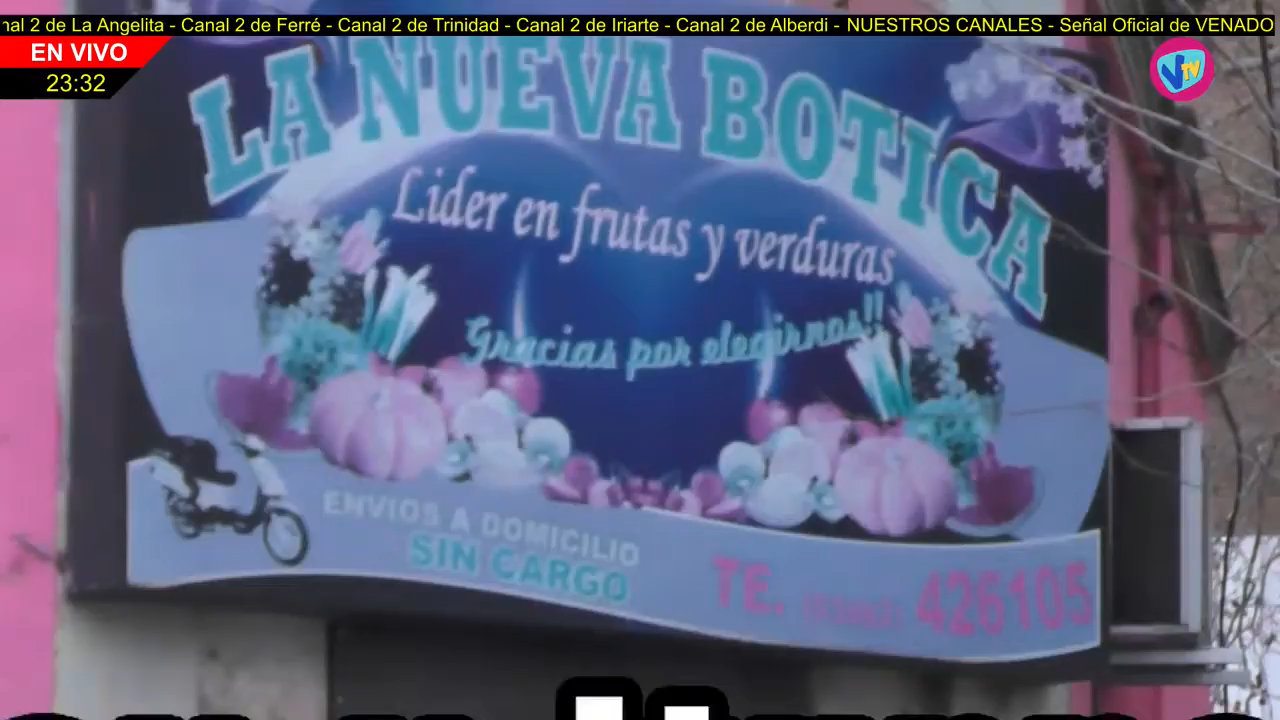 nal 2 de La Angelita - Canal 2 de Ferré - Canal 2 de Trinidad - Canal 2 de Iriarte - Canal 2 de Alberdi - NUESTROS CANALES - Señal Oficial de VENADO
EN VIVO
23:32
VTV
LA NUEVA BOTICA
Lider en frutas y verduras
Gracias por elegirnos!!
ENVIOS A DOMICILIO
SIN CARGO
TE. 426105